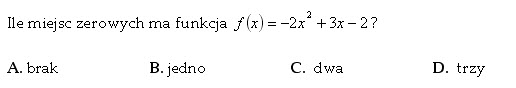 Ile miejsc zerowych ma funkcja f(x) = −2x² + 3x − 2?
A. brak B. jedno C. dwa D. trzy